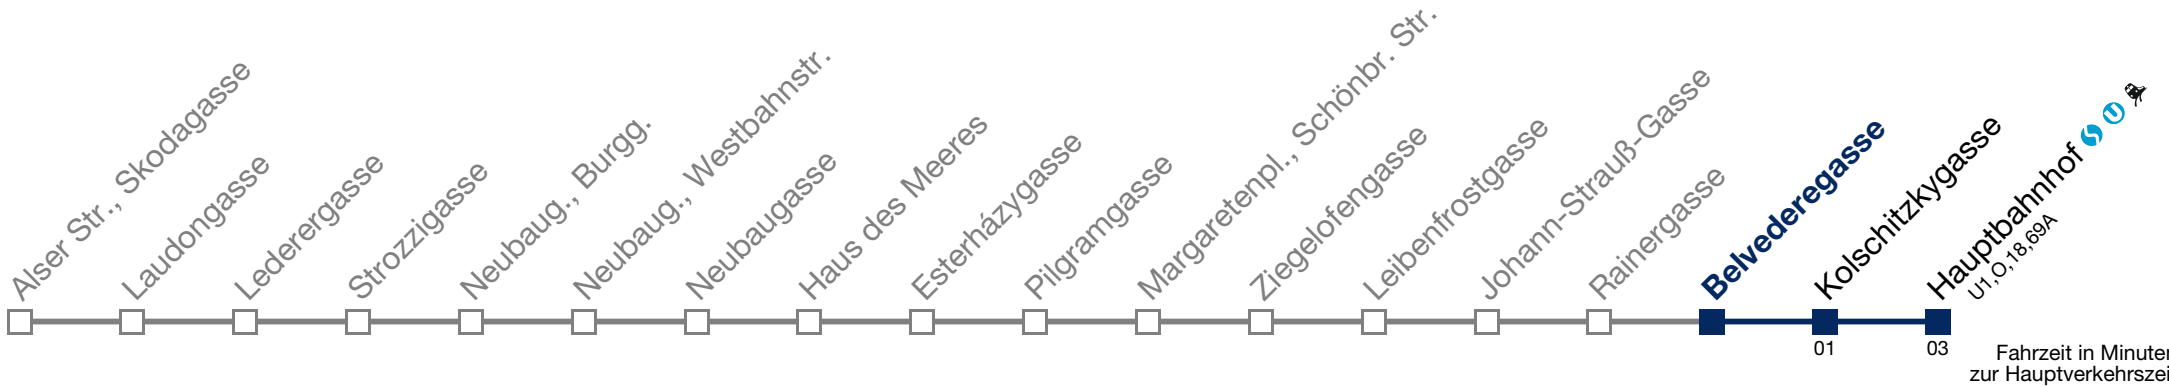 Alser Str., Skodagasse
Laudongasse
Lederergasse
Strozzigasse
Neubaug., Burgg.
Neubaug., Westbahnstr.
Neubaugasse
Haus des Meeres
Esterházygasse
Pilgramgasse
Margaretenpl., Schönbr. Str.
Ziegelofengasse
Leibenfrostgasse
Johann-Strauß-Gasse
Rainergasse
Belvederegasse
Kolschitzkygasse
Hauptbahnhof S U
U1,O,18,69A
01
03
Fahrzeit in Minuten
zur Hauptverkehrszeit